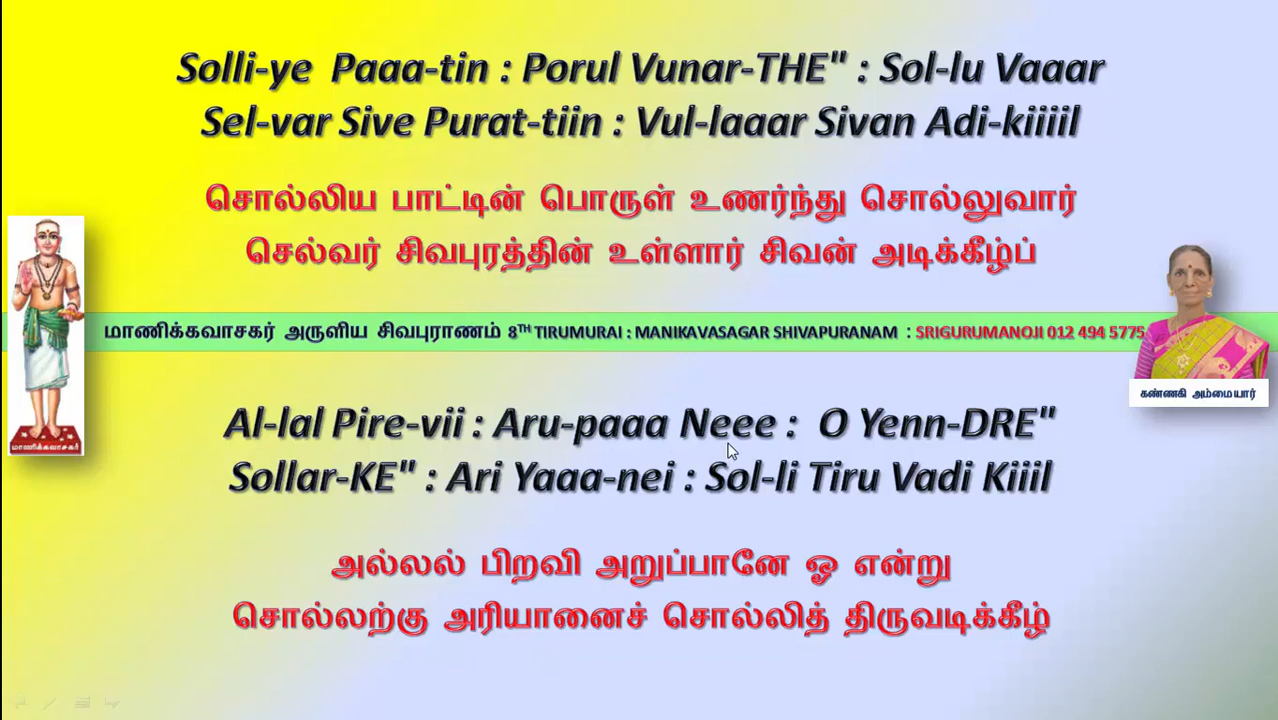 Solli-ye Paaa-tin : Porul Vunar-THE" : Sol-lu Vaaar
Sel-var Sive Purat-tiin : Vul-laaar Sivan Adi-kiiiil
சொல்லிய பாட்டின் பொருள் உணர்ந்து சொல்லுவார்
செல்வர் சிவபுரத்தின் உள்ளார் சிவன் அடிக்கீழ்ப்
மாணிக்கவாசகர் அருளிய சிவபுராணம் 8TH TIRUMURAI : MANIKAVASAGAR SHIVAPURANAM : SRIGURUMANOJI 012 494 5775
கண்ணகி அம்மையார்
மாணிக்கவாசகர்
Al-lal Pire-vii : Aru-paaa Neee : O Yenn-DRE"
Sollar-KE" : Ari Yaaa-nei : Sol-li Tiru Vadi Kiiil
அல்லல் பிறவி அறுப்பானே ஓ என்று
சொல்லற்கு அரியானைச் சொல்லித் திருவடிக்கீழ்